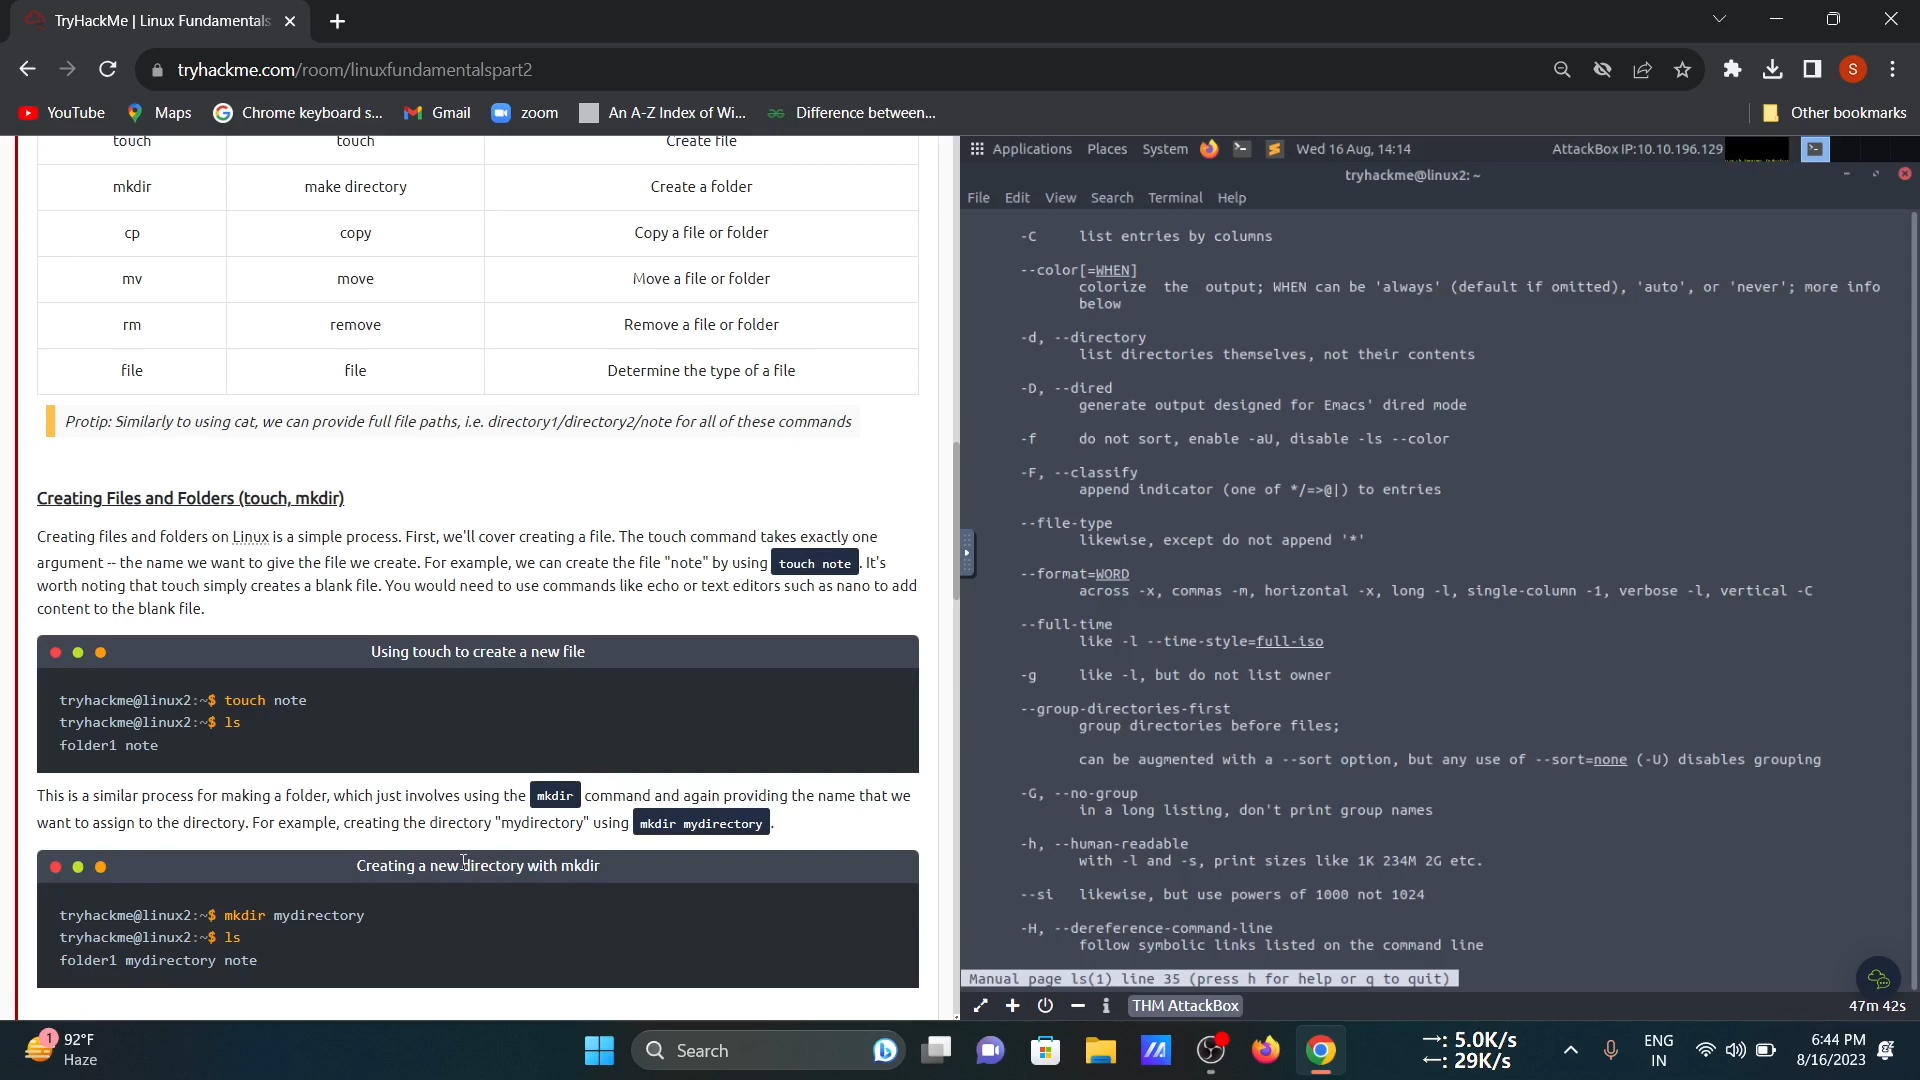 TryHackMe | Linux Fundamentals
tryhackme.com/room/linuxfundamentalspart2
S
YouTube Maps Chrome keyboard s... Gmail zoom An A-Z Index of Wi... Difference between... Other bookmarks
touch touch Create file
mkdir make directory Create a folder
cp copy Copy a file or folder
mv move Move a file or folder
rm remove Remove a file or folder
file file Determine the type of a file
Protip: Similarly to using cat, we can provide full file paths, i.e. directory1/directory2/note for all of these commands
Creating Files and Folders (touch, mkdir)
Creating files and folders on Linux is a simple process. First, we'll cover creating a file. The touch command takes exactly one
argument -- the name we want to give the file we create. For example, we can create the file "note" by using touch note. It's
worth noting that touch simply creates a blank file. You would need to use commands like echo or text editors such as nano to add
content to the blank file.
Using touch to create a new file
tryhackme@linux2:~$ touch note
tryhackme@linux2:~$ ls
folder1 note
This is a similar process for making a folder, which just involves using the mkdir command and again providing the name that we
want to assign to the directory. For example, creating the directory "mydirectory" using mkdir mydirectory.
Creating a new directory with mkdir
tryhackme@linux2:~$ mkdir mydirectory
tryhackme@linux2:~$ ls
folder1 mydirectory note
Applications Places System Wed 16 Aug, 14:14 AttackBox IP:10.10.196.129
tryhackme@linux2: ~
File Edit View Search Terminal Help
-C list entries by columns
--color[=WHEN]
colorize the output; WHEN can be 'always' (default if omitted), 'auto', or 'never'; more info
below
-d, --directory
list directories themselves, not their contents
-D, --dired
generate output designed for Emacs' dired mode
-f do not sort, enable -aU, disable -ls --color
-F, --classify
append indicator (one of */=>@|) to entries
--file-type
likewise, except do not append '*'
--format=WORD
across -x, commas -m, horizontal -x, long -l, single-column -1, verbose -l, vertical -C
--full-time
like -l --time-style=full-iso
-g like -l, but do not list owner
--group-directories-first
group directories before files;
can be augmented with a --sort option, but any use of --sort=none (-U) disables grouping
-G, --no-group
in a long listing, don't print group names
-h, --human-readable
with -l and -s, print sizes like 1K 234M 2G etc.
--si likewise, but use powers of 1000 not 1024
-H, --dereference-command-line
follow symbolic links listed on the command line
Manual page ls(1) line 35 (press h for help or q to quit)
THM AttackBox 47m 42s
1
92°F
Haze
Search
5.0K/s
29K/s
ENG
IN
6:44 PM
8/16/2023